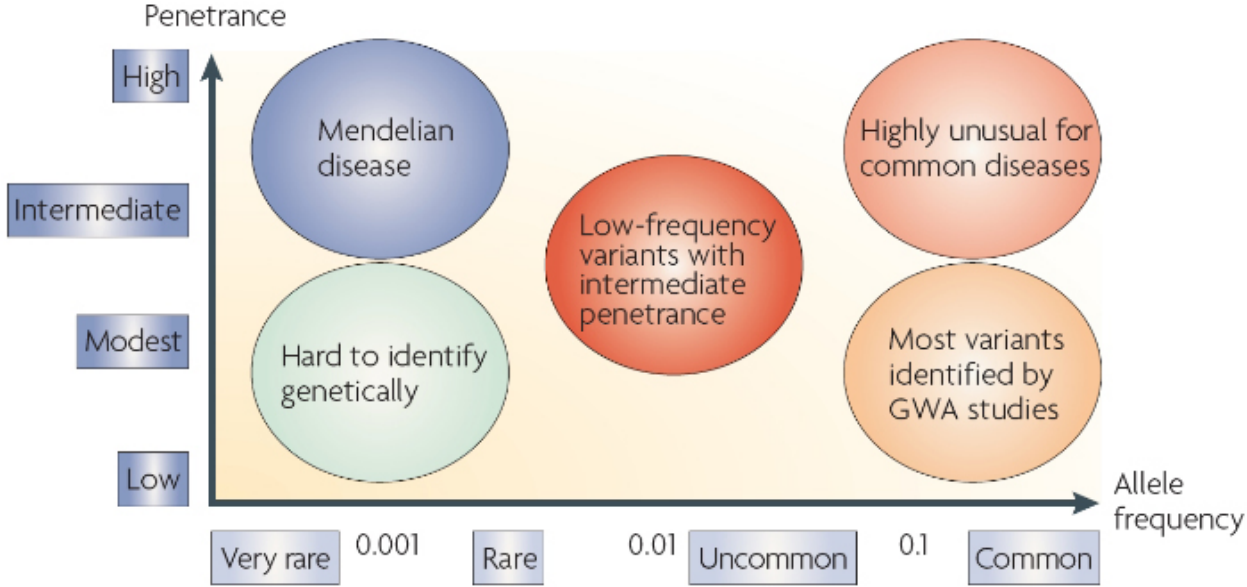 Penetrance
High
Intermediate
Modest
Low
Mendelian
disease
Highly unusual for
common diseases
Low-frequency
variants with
intermediate
penetrance
Hard to identify
genetically
Most variants
identified by
GWA studies
Allele
frequency
Very rare
0.001
Rare
0.01
Uncommon
0.1
Common